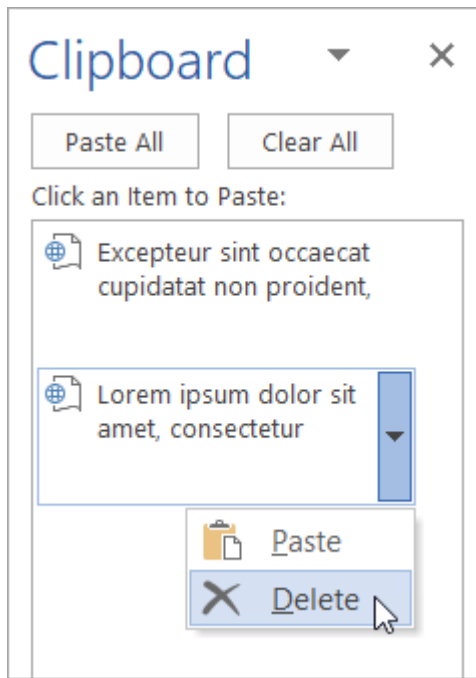 Clipboard
Paste All Clear All
Click an Item to Paste:
Excepteur sint occaecat
cupidatat non proident,
Lorem ipsum dolor sit
amet, consectetur
Paste
Delete